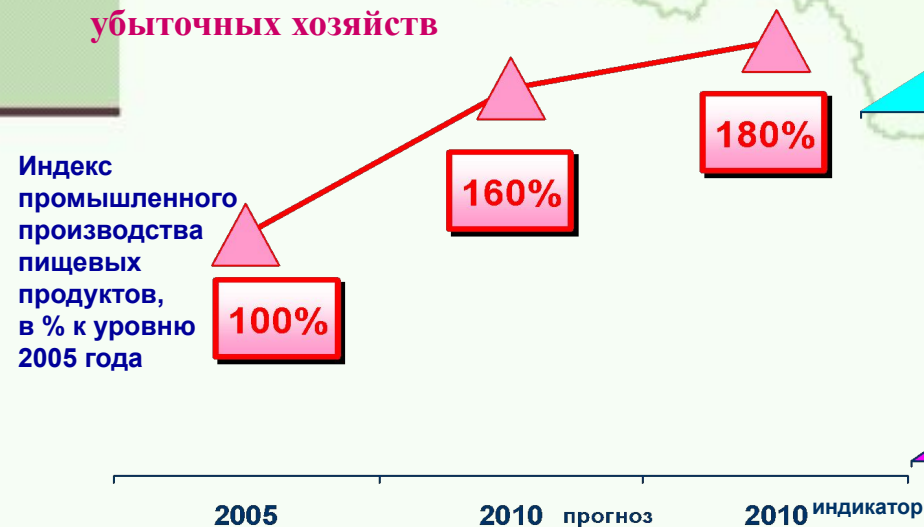 убыточных хозяйств
180%
160%
Индекс
промышленного
производства
пищевых
продуктов,
в % к уровню
2005 года
100%
2005
2010 прогноз
2010 индикатор